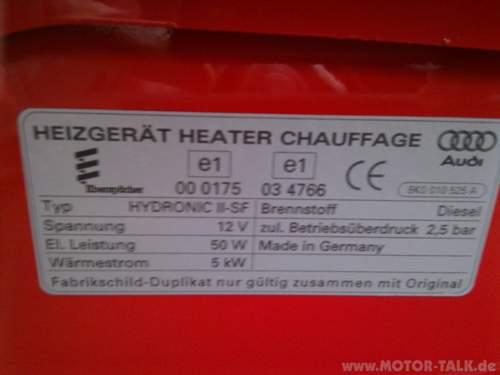 HEIZGERÄT HEATER CHAUFFAGE
Audi
e1 e1
Eberspächer 00 0175 03 4766 CE 5K0 010 525 A
Typ HYDRONIC II-SF Brennstoff Diesel
Spannung 12 V zul. Betriebsüberdruck 2,5 bar
El. Leistung 50 W Made in Germany
Wärmestrom 5 kW
Fabrikschild-Duplikat nur gültig zusammen mit Original
www.MOTOR-TALK.de